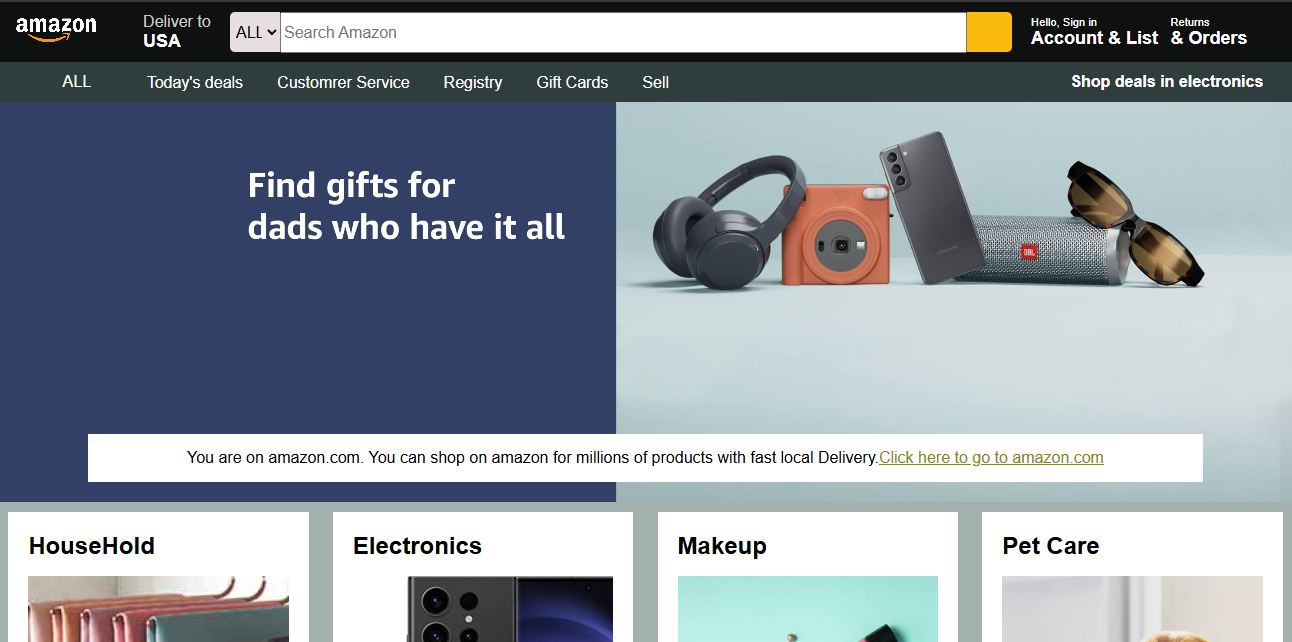 amazon
Deliver to
USA
ALL
Search Amazon
Hello, Sign in
Account & List
Returns
& Orders
ALL
Today's deals
Customrer Service
Registry
Gift Cards
Sell
Shop deals in electronics
Find gifts for
dads who have it all
JBL
You are on amazon.com. You can shop on amazon for millions of products with fast local Delivery.Click here to go to amazon.com
HouseHold
Electronics
Makeup
Pet Care